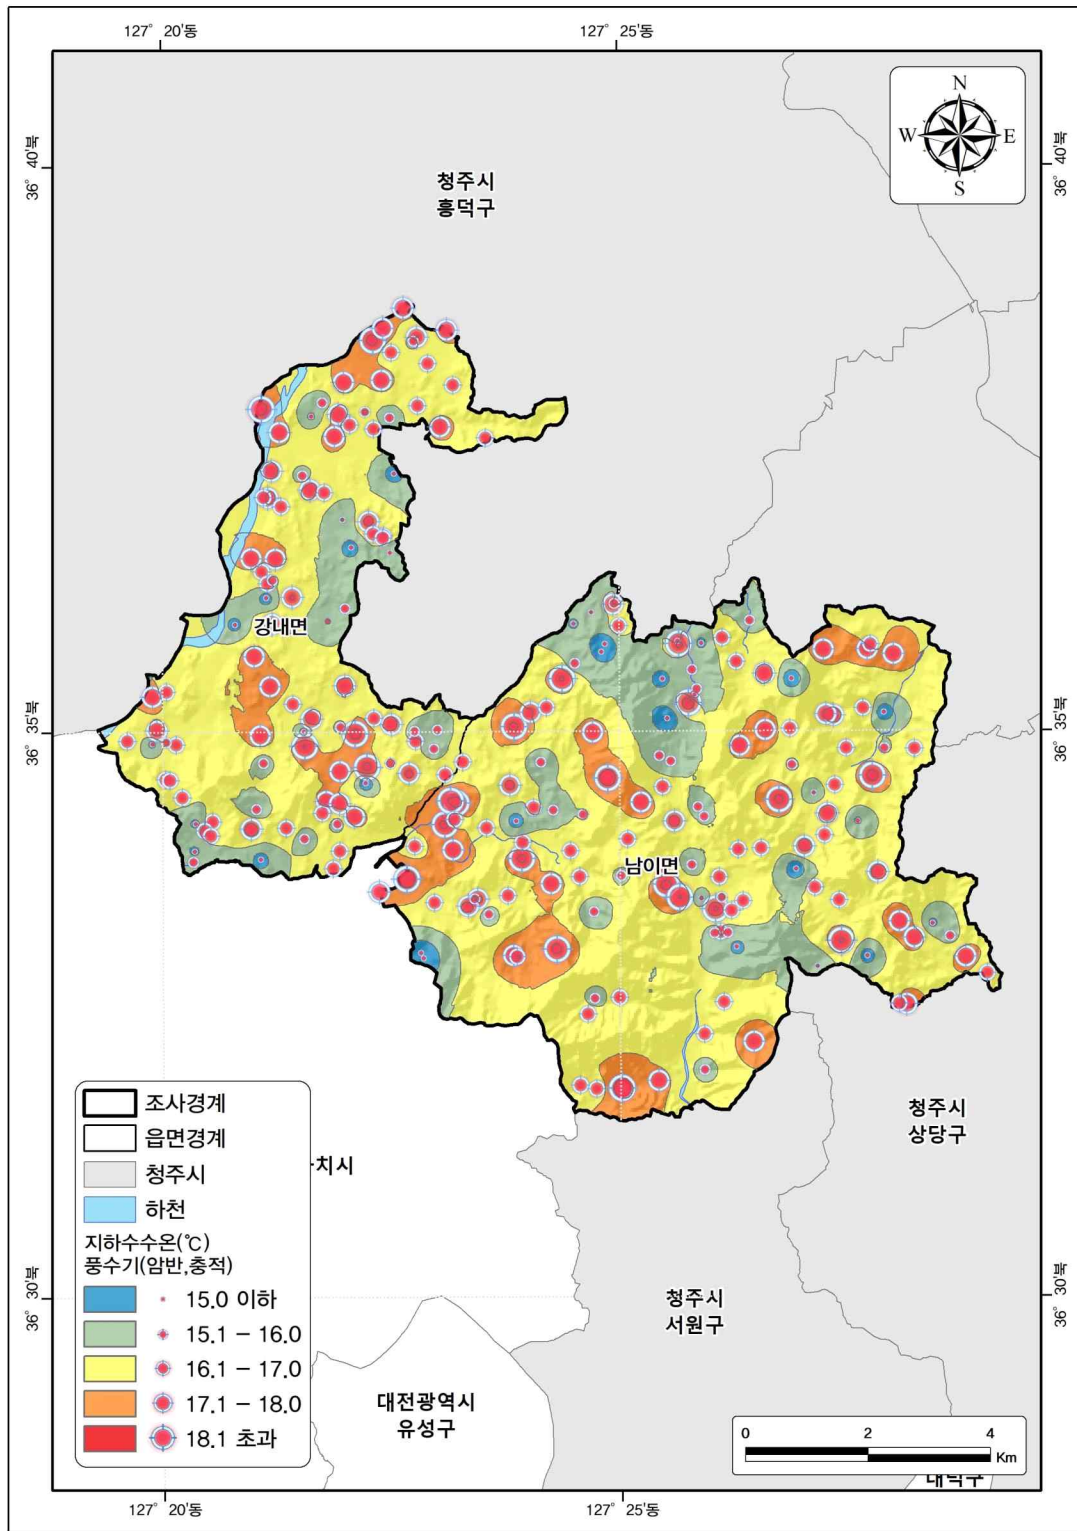 127° 20'동
127° 25'동
36° 40'북
36° 40'북
N
W
E
S
청주시
흥덕구
강내면
36° 35'북
36° 35'북
남이면
청주시
상당구
조사경계
읍면경계
청주시
하천
지하수수온(℃)
풍수기(암반,충적)
15.0 이하
15.1 - 16.0
16.1 - 17.0
17.1 - 18.0
18.1 초과
치시
36° 30'북
36° 30'북
청주시
서원구
대전광역시
유성구
0 2 4
Km
127° 20'동
127° 25'동